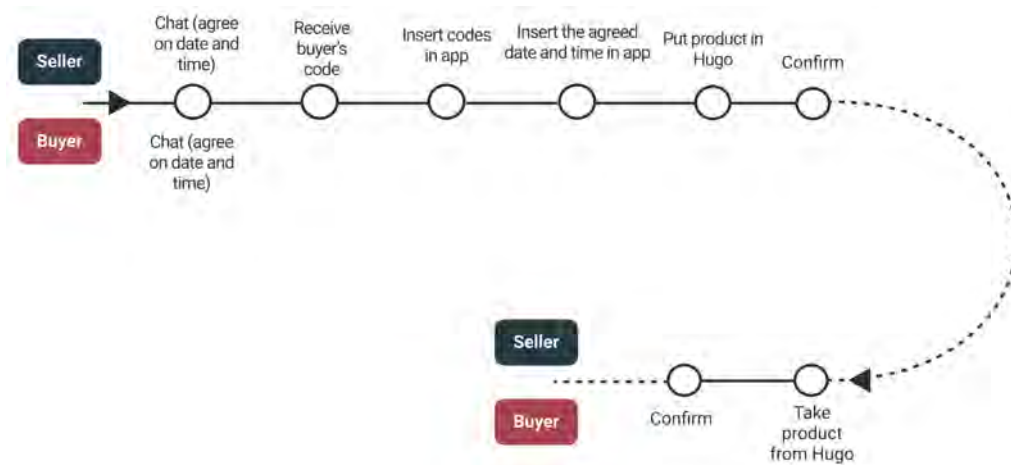 Seller
Buyer
Chat (agree
on date and
time)
Chat (agree
on date and
time)
Receive
buyer's
code
Insert codes
in app
Insert the agreed
date and time in app
Put product in
Hugo
Confirm
Seller
Buyer
Confirm
Take
product
from Hugo